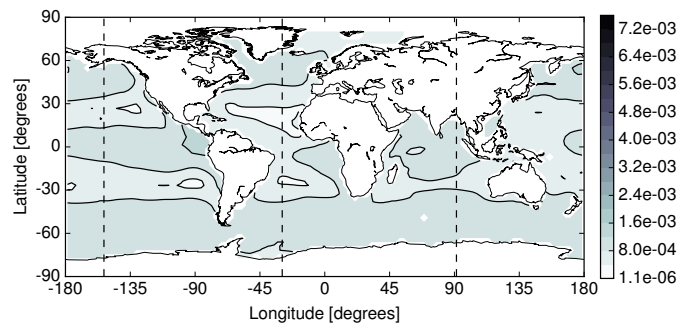 90
60
30
0
-30
-60
-90
Latitude [degrees]
-180 -135 -90 -45 0 45 90 135 180
Longitude [degrees]
7.2e-03
6.4e-03
5.6e-03
4.8e-03
4.0e-03
3.2e-03
2.4e-03
1.6e-03
8.0e-04
1.1e-06